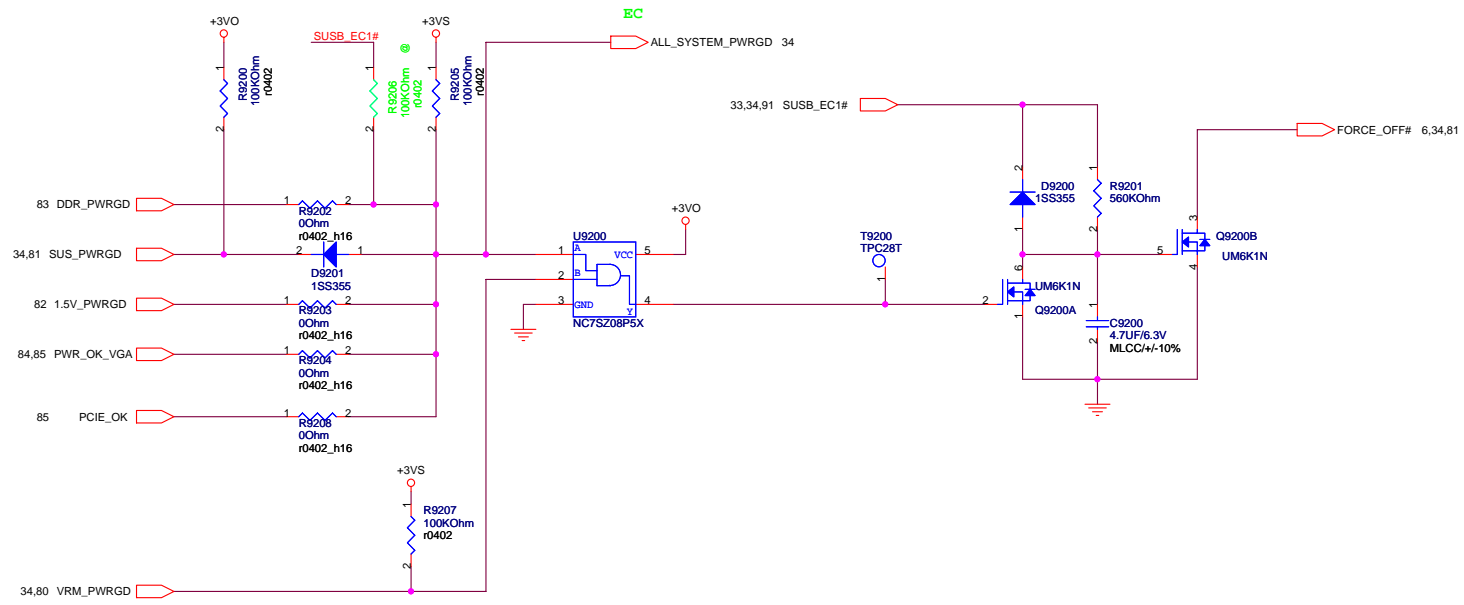 EC
+3VO
SUSB_EC1#
+3VS
ALL_SYSTEM_PWRGD 34
1
R9200
100KOhm
r0402
2
1
R9206
100KOhm
r0402
@
2
1
R9205
100KOhm
r0402
2
33,34,91 SUSB_EC1#
FORCE_OFF# 6,34,81
83 DDR_PWRGD
1
2
R9202
0Ohm
r0402_h16
34,81 SUS_PWRGD
2
1
D9201
1SS355
82 1.5V_PWRGD
1
2
R9203
0Ohm
r0402_h16
84,85 PWR_OK_VGA
1
2
R9204
0Ohm
r0402_h16
85 PCIE_OK
1
2
R9208
0Ohm
r0402_h16
+3VO
U9200
1
A
VCC
5
2
B
3
GND
Y
4
NC7SZ08P5X
T9200
TPC28T
1
2
D9200
1SS355
1
1
R9201
560KOhm
2
6
UM6K1N
2
Q9200A
1
1
C9200
4.7UF/6.3V
2
MLCC/+/-10%
3
5
Q9200B
4
UM6K1N
+3VS
1
R9207
100KOhm
r0402
2
34,80 VRM_PWRGD